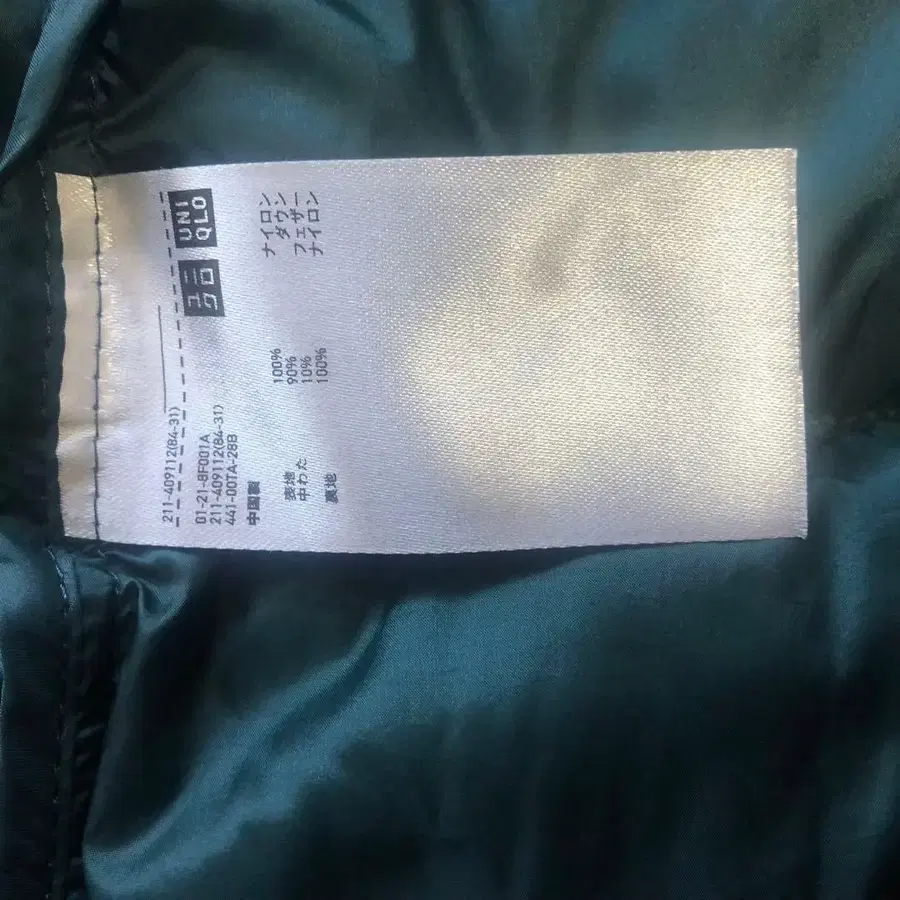 211-409112(84-31)
ユニクロ UNIQLO
01-21-8F001A
211-409112(84-31)
441-00TA-28B
中国製
表地 100% ナイロン
中わた 90% ダウン
10% フェザー
裏地 100% ナイロン